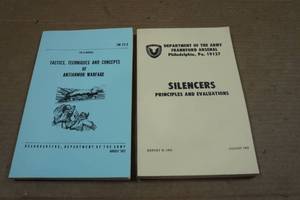 TACTICS, TECHNIQUES AND CONCEPTS
OF
ANTIARMOR WARFARE
HEADQUARTERS, DEPARTMENT OF THE ARMY
DEPARTMENT OF THE ARMY
FRANKFORD ARSENAL
Philadelphia, Pa. 19137
SILENCERS
PRINCIPLES AND EVALUATIONS